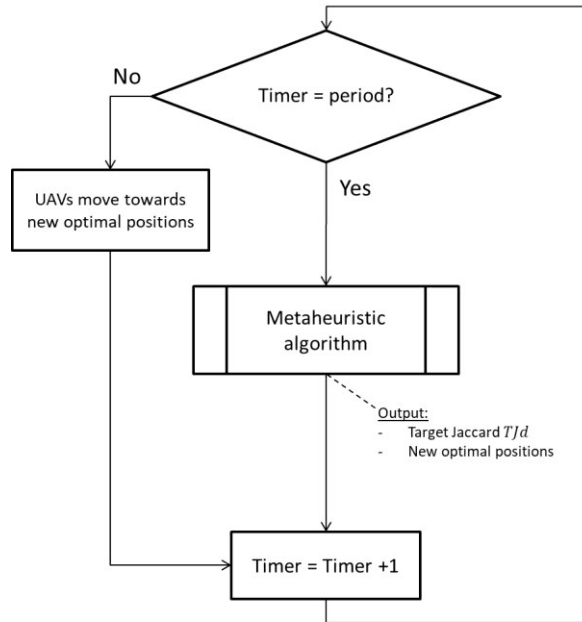 No
Timer = period?
UAVs move towards
new optimal positions
Yes
Metaheuristic
algorithm
Output:
- Target Jaccard TJd
- New optimal positions
Timer = Timer +1